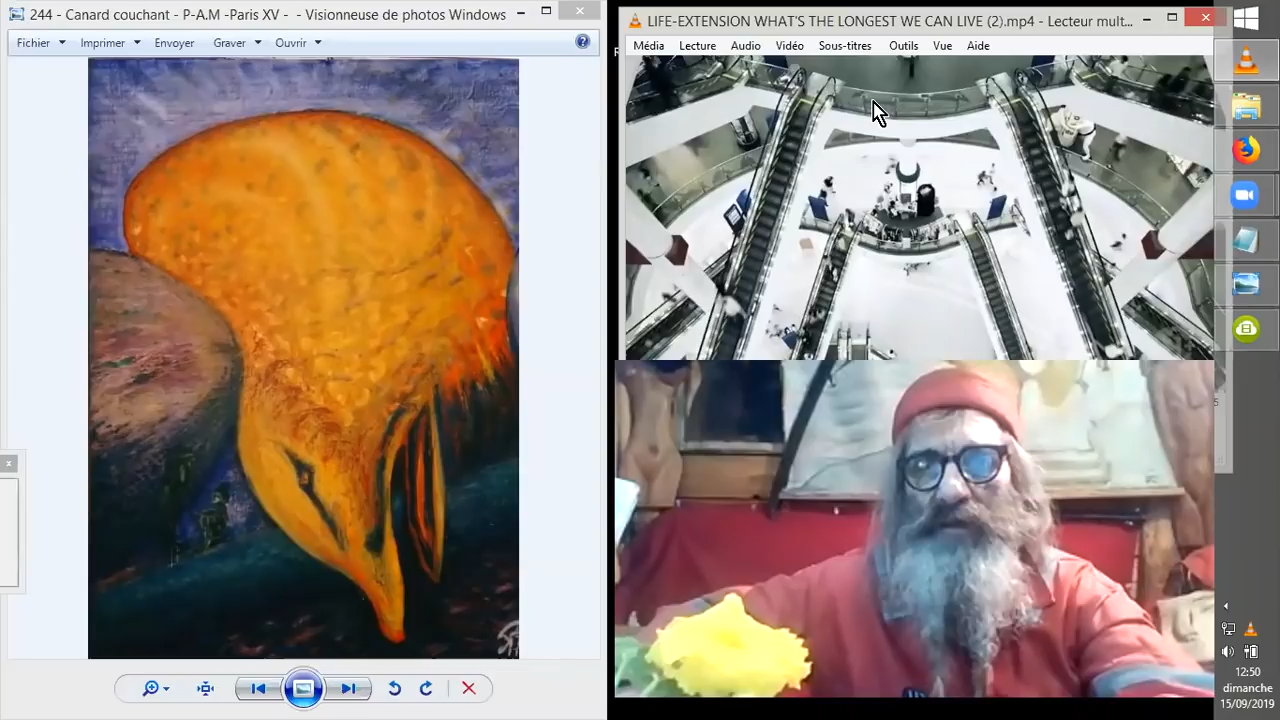 244 - Canard couchant - P-A.M -Paris XV - - Visionneuse de photos Windows
Fichier Imprimer Envoyer Graver Ouvrir
LIFE-EXTENSION WHAT'S THE LONGEST WE CAN LIVE (2).mp4 - Lecteur mult...
Média Lecture Audio Vidéo Sous-titres Outils Vue Aide
12:50
dimanche
15/09/2019